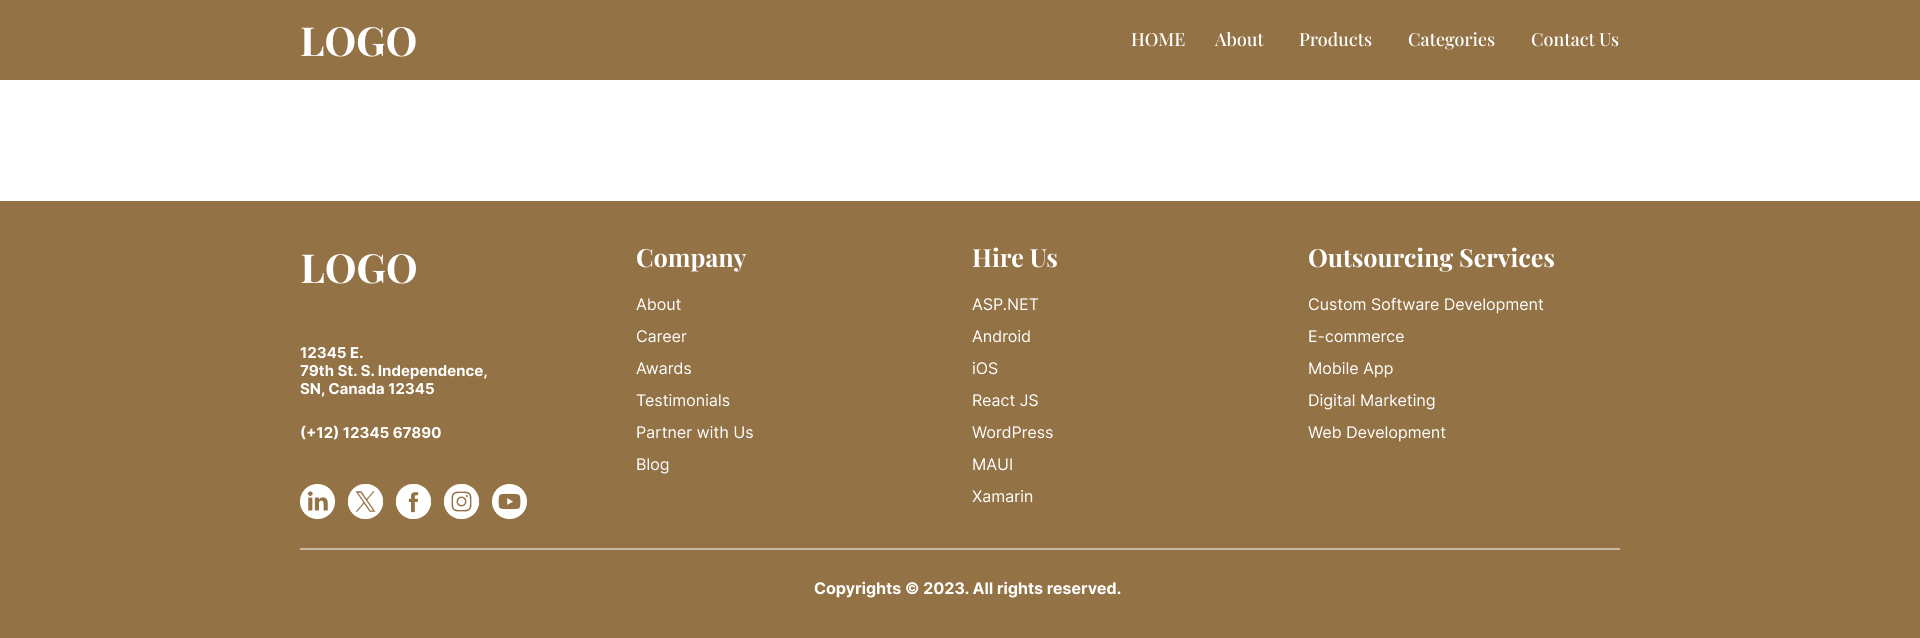 LOGO
HOME About Products Categories Contact Us
LOGO
12345 E.
79th St. S. Independence,
SN, Canada 12345
(+12) 12345 67890
in X f
Company
About
Career
Awards
Testimonials
Partner with Us
Blog
Hire Us
ASP.NET
Android
iOS
React JS
WordPress
MAUI
Xamarin
Outsourcing Services
Custom Software Development
E-commerce
Mobile App
Digital Marketing
Web Development
Copyrights © 2023. All rights reserved.